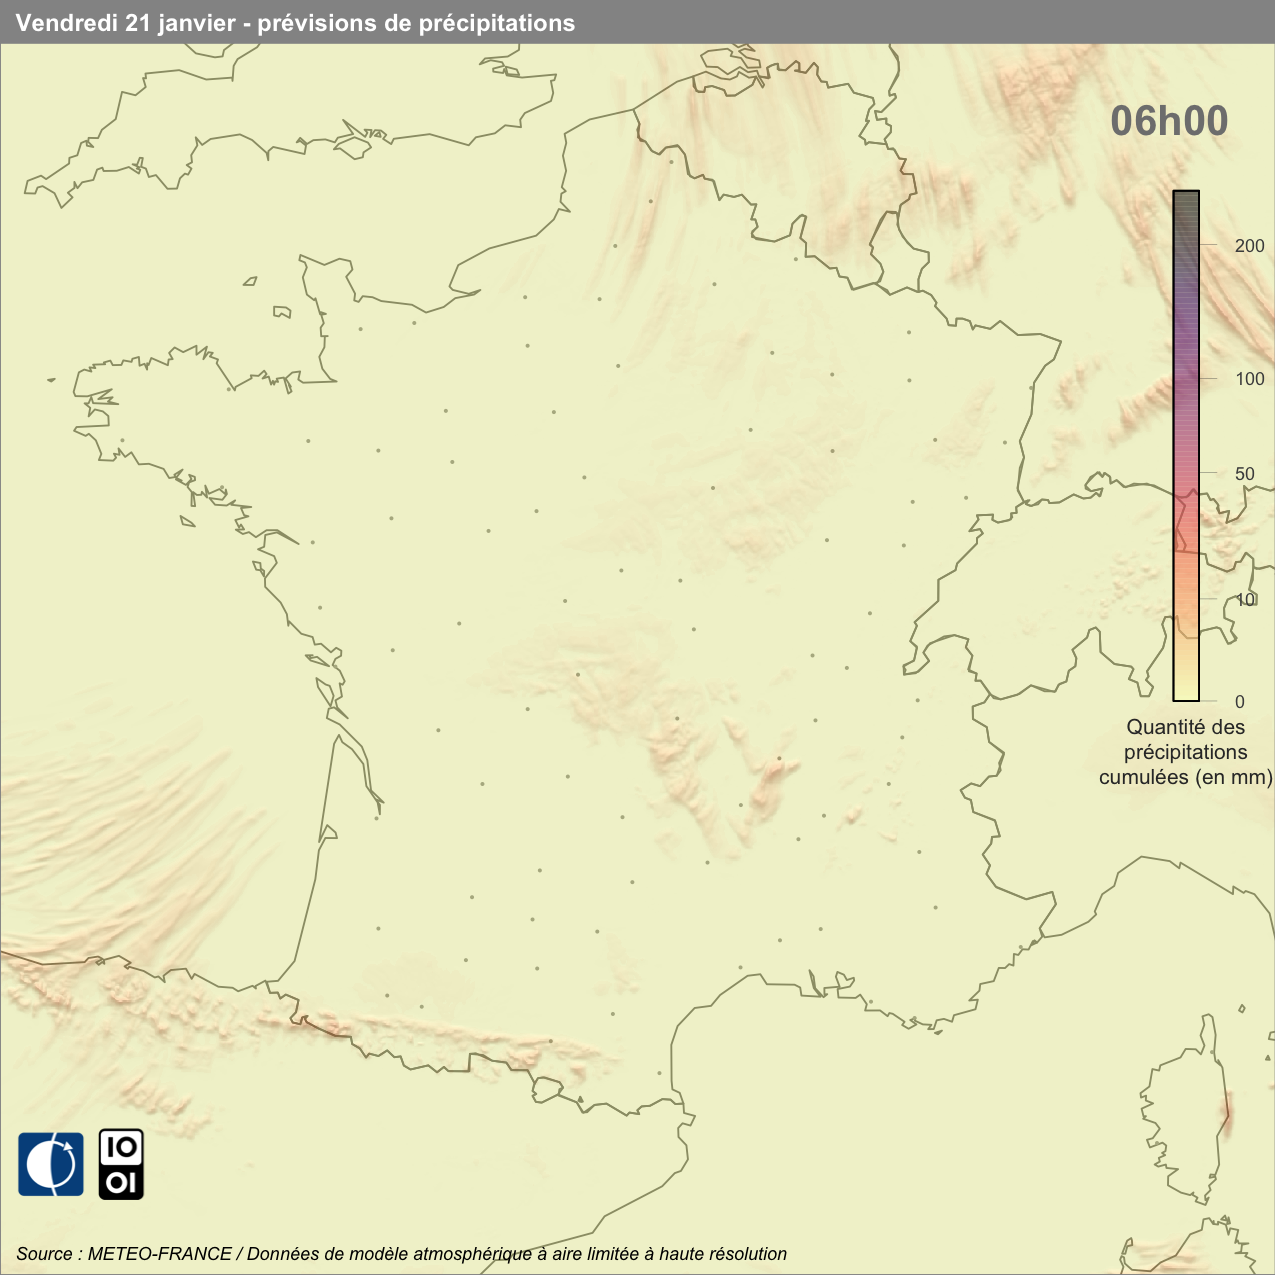 Vendredi 21 janvier - prévisions de précipitations
06h00
200
100
50
10
0
Quantité des
précipitations
cumulées (en mm)
IO
OI
Source : METEO-FRANCE / Données de modèle atmosphérique à aire limitée à haute résolution